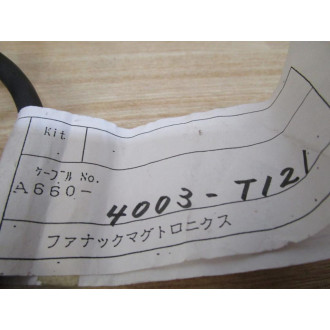 Kit
ケーブル No.
A660-
4003-T121
ファナックマグトロニクス